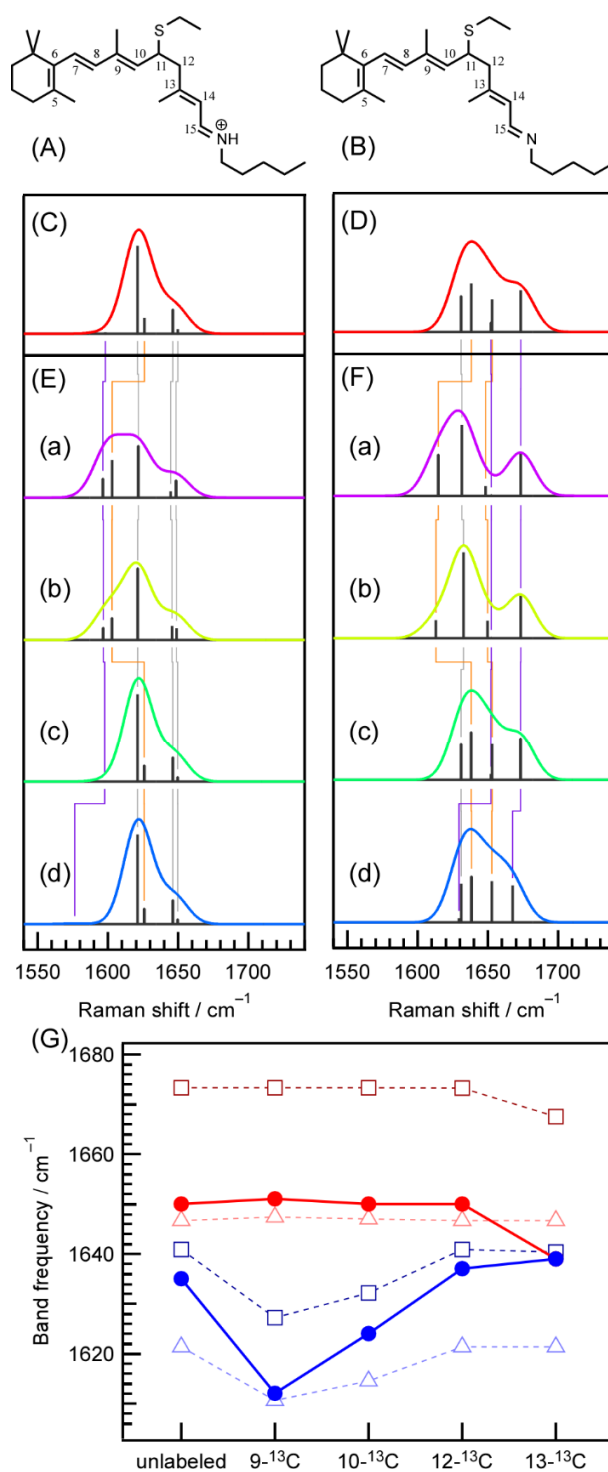 S
S
6
7
8
9
10
11
12
13
14
15
5
NH
⊕
(A)
6
7
8
9
10
11
12
13
14
15
5
N
(B)
(C)
(D)
(E)
(F)
(a)
(a)
(b)
(b)
(c)
(c)
(d)
(d)
1550 1600 1650 1700
1550 1600 1650 1700
Raman shift / cm⁻¹
Raman shift / cm⁻¹
(G)
Band frequency / cm⁻¹
1680
1660
1640
1620
unlabeled 9-¹³C 10-¹³C 12-¹³C 13-¹³C